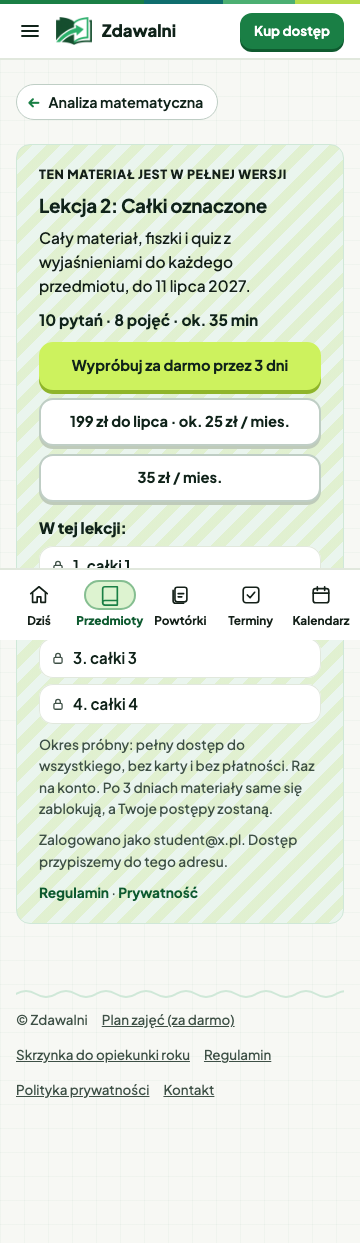 Zdawalni
Kup dostęp
← Analiza matematyczna
TEN MATERIAŁ JEST W PEŁNEJ WERSJI
Lekcja 2: Całki oznaczone
Cały materiał, fiszki i quiz z
wyjaśnieniami do każdego
przedmiotu, do 11 lipca 2027.
10 pytań · 8 pojęć · ok. 35 min
Wypróbuj za darmo przez 3 dni
199 zł do lipca · ok. 25 zł / mies.
35 zł / mies.
W tej lekcji:
1. całki 1
Dziś
Przedmioty
Powtórki
Terminy
Kalendarz
3. całki 3
4. całki 4
Okres próbny: pełny dostęp do
wszystkiego, bez karty i bez płatności. Raz
na konto. Po 3 dniach materiały same się
zablokują, a Twoje postępy zostaną.
Zalogowano jako student@x.pl. Dostęp
przypiszemy do tego adresu.
Regulamin · Prywatność
© Zdawalni Plan zajęć (za darmo)
Skrzynka do opiekunki roku Regulamin
Polityka prywatności Kontakt